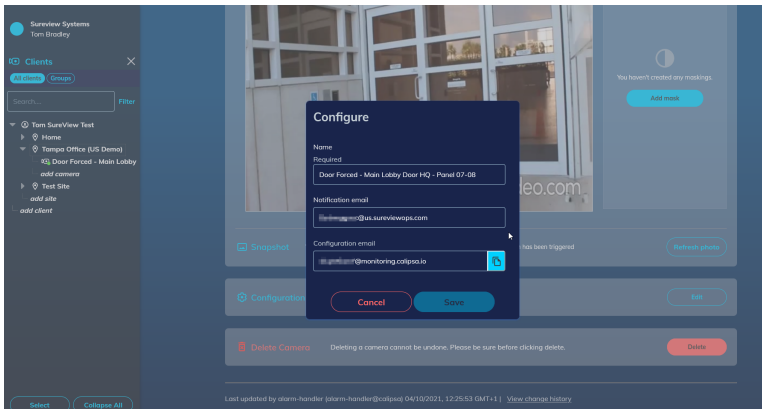 Sureview Systems
Tom Bradley
Clients
All clients Groups
Search... Filter
Tom SureView Test
Home
Tampa Office (US Demo)
Door Forced - Main Lobby
add camera
Test Site
add site
add client
Select Collapse All
You haven't created any maskings.
Add mask
leo.com
Configure
Name
Required
Door Forced - Main Lobby Door HQ - Panel 07-08
Notification email
@us.sureviewops.com
Configuration email
@monitoring.calipsa.io
Cancel Save
Snapshot has been triggered Refresh photo
Configuration Edit
Delete Camera Deleting a camera cannot be undone. Please be sure before clicking delete. Delete
Last updated by alarm-handler (alarm-handler@calipsa) 04/10/2021, 12:25:53 GMT+1 | View change history